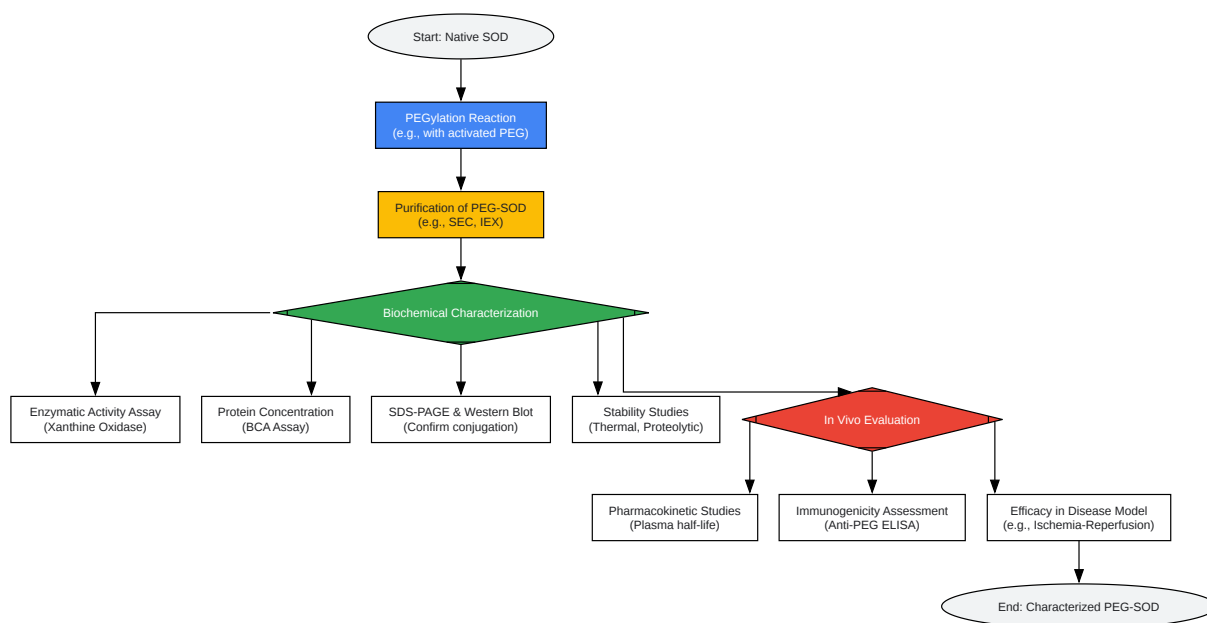 Start: Native SOD
PEGylation Reaction
(e.g., with activated PEG)
Purification of PEG-SOD
(e.g., SEC, IEX)
Biochemical Characterization
Enzymatic Activity Assay
(Xanthine Oxidase)
Protein Concentration
(BCA Assay)
SDS-PAGE & Western Blot
(Confirm conjugation)
Stability Studies
(Thermal, Proteolytic)
In Vivo Evaluation
Pharmacokinetic Studies
(Plasma half-life)
Immunogenicity Assessment
(Anti-PEG ELISA)
Efficacy in Disease Model
(e.g., Ischemia-Reperfusion)
End: Characterized PEG-SOD